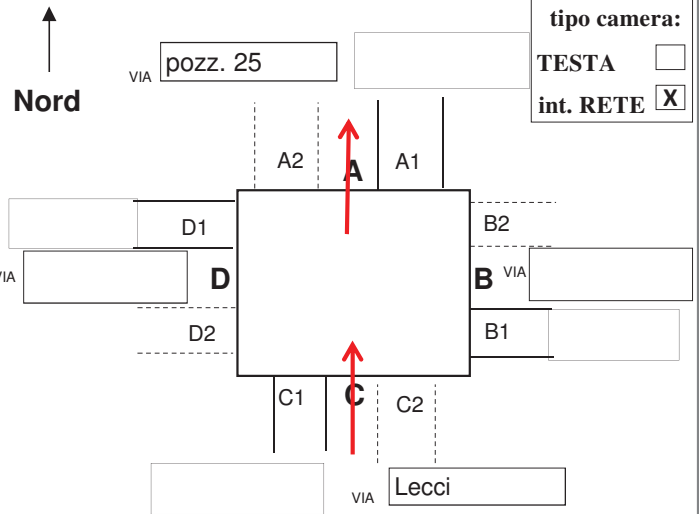 tipo camera:
VIA pozz. 25
TESTA
Nord
int. RETE X
A2 A A1
D1 B2
VIA D B VIA
D2 B1
C1 C C2
VIA Lecci